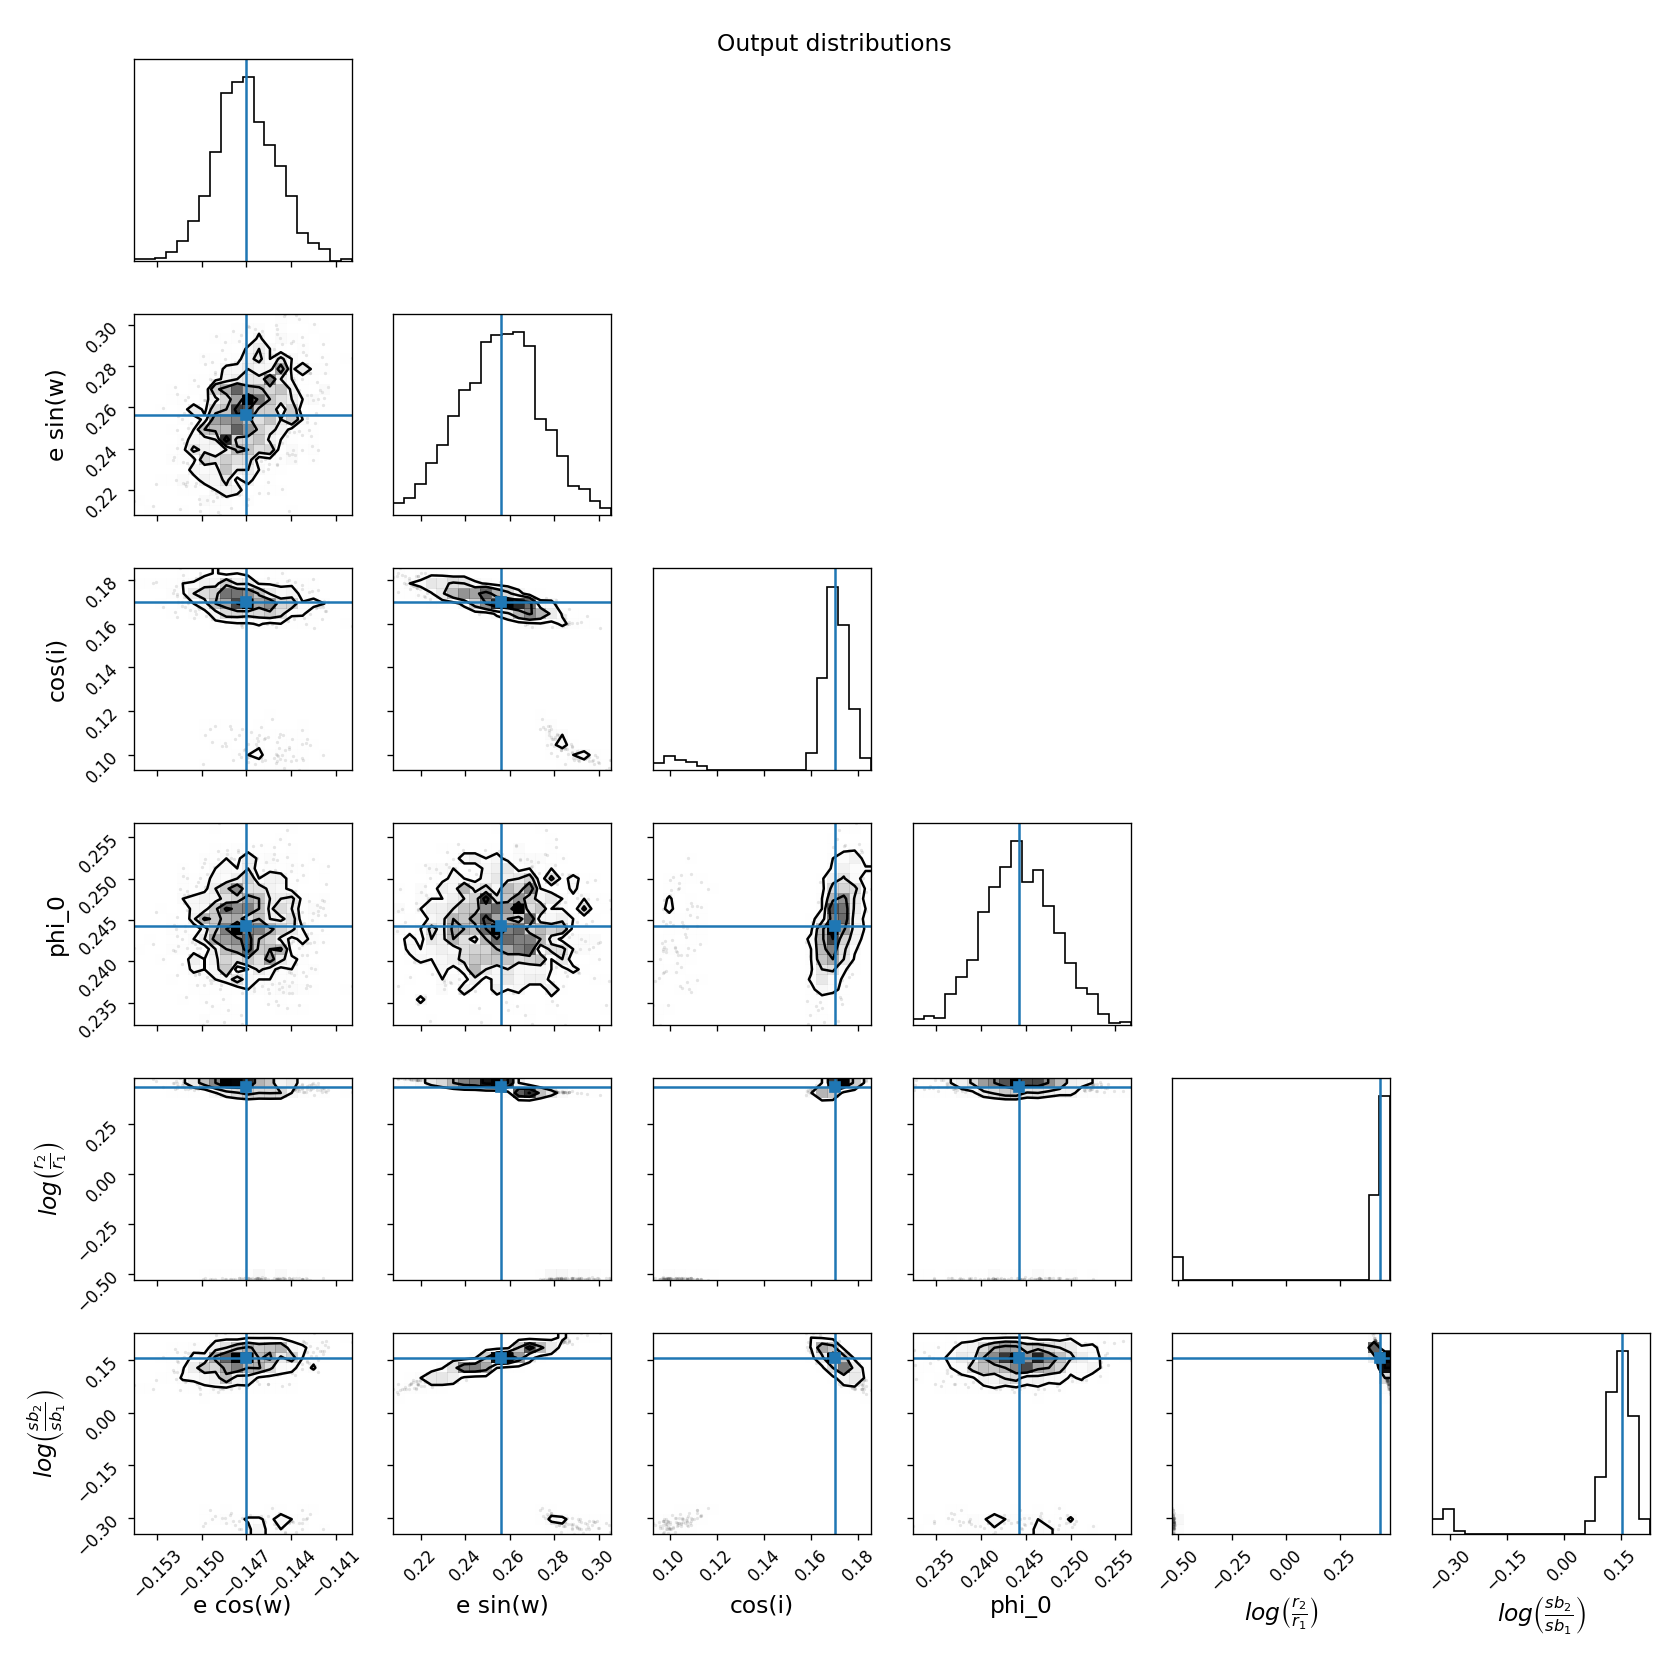 Output distributions
e sin(w)
0.30
0.28
0.26
0.24
0.22
cos(i)
0.18
0.16
0.14
0.12
0.10
phi_0
0.255
0.250
0.245
0.240
0.235
log(r2/r1)
0.25
0.00
−0.25
−0.50
log(sb2/sb1)
0.15
0.00
−0.15
−0.30
−0.153 −0.150 −0.147 −0.144 −0.141 0.22 0.24 0.26 0.28 0.30 0.10 0.12 0.14 0.16 0.18 0.235 0.240 0.245 0.250 0.255 −0.50 −0.25 0.00 0.25 −0.30 −0.15 0.00 0.15
e cos(w) e sin(w) cos(i) phi_0 log(r2/r1) log(sb2/sb1)